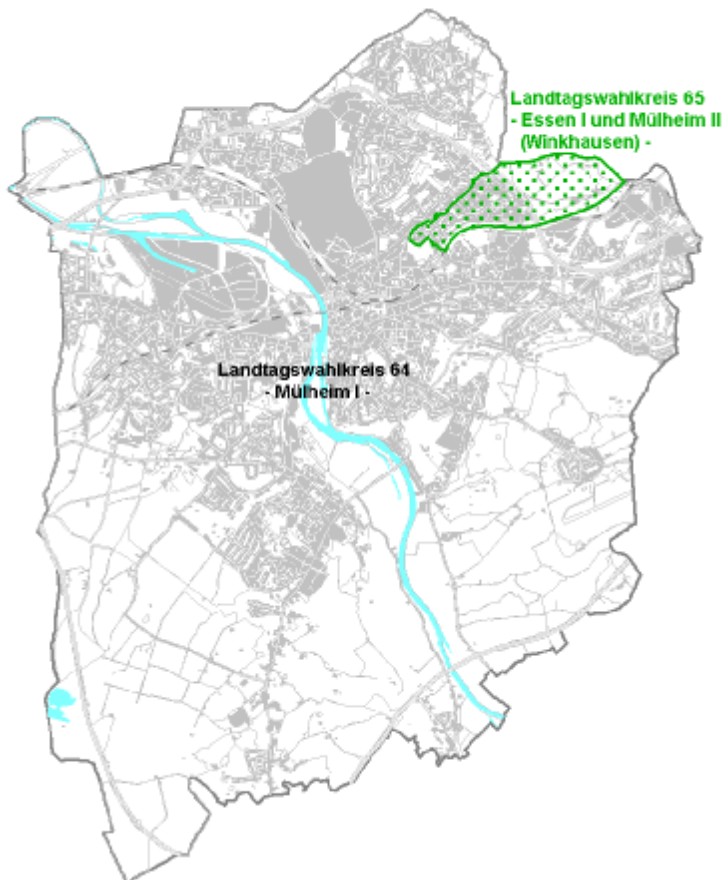 Landtagswahlkreis 65
- Essen I und Mülheim II
(Winkhausen) -
Landtagswahlkreis 64
- Mülheim I -